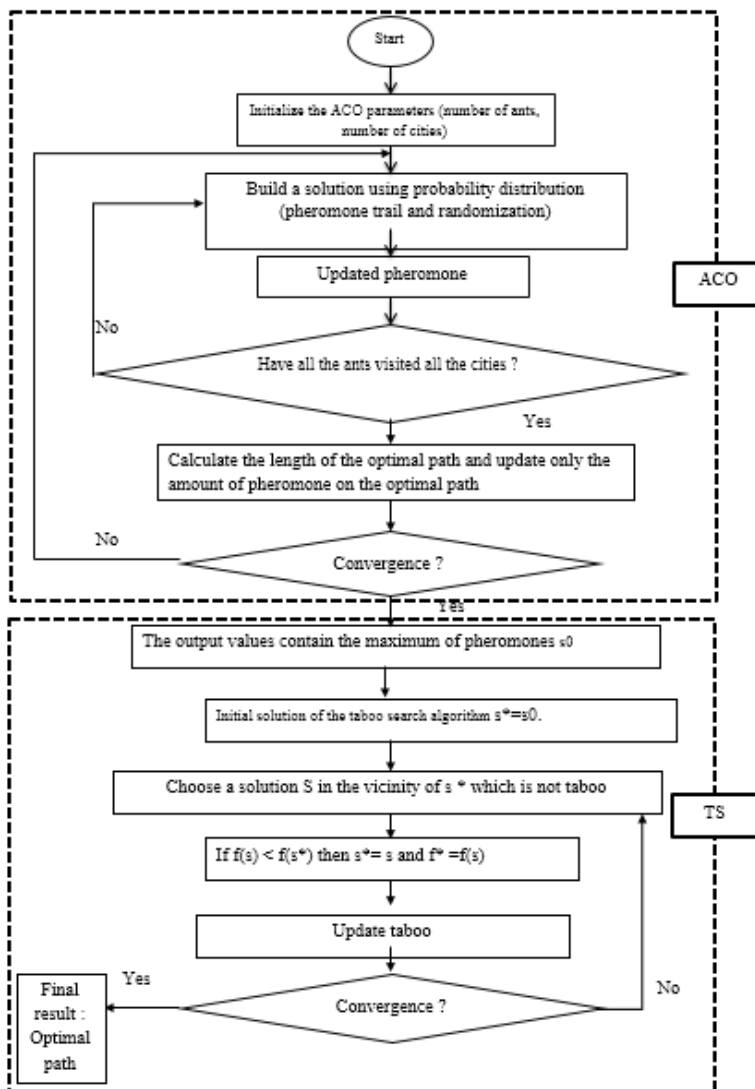 Start
Initialize the ACO parameters (number of ants,
number of cities)
Build a solution using probability distribution
(pheromone trail and randomization)
Updated pheromone
ACO
No
Have all the ants visited all the cities ?
Yes
Calculate the length of the optimal path and update only the
amount of pheromone on the optimal path
No
Convergence ?
Yes
The output values contain the maximum of pheromones s0
Initial solution of the taboo search algorithm s*=s0.
Choose a solution S in the vicinity of s * which is not taboo
TS
If f(s) < f(s*) then s*= s and f* =f(s)
Update taboo
Yes
No
Convergence ?
Final
result :
Optimal
path